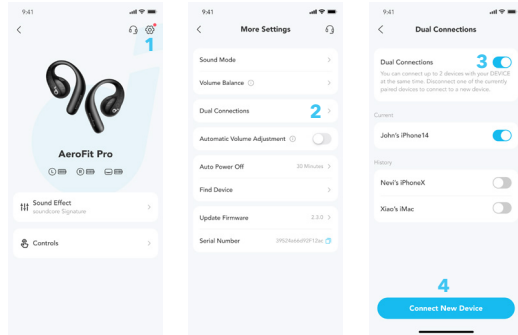 9:41
1
AeroFit Pro
L
R
Sound Effect
soundcore Signature
Controls
9:41
More Settings
Sound Mode
Volume Balance
Dual Connections
2
Automatic Volume Adjustment
Auto Power Off
30 Minutes
Find Device
Update Firmware
2.3.0
Serial Number
9:41
Dual Connections
Dual Connections
3
You can connect up to 2 devices with your DEVICE
at the same time. Disconnect one of the currently
paired devices to connect to a new device.
Current
John's iPhone14
History
Nevi's iPhoneX
Xiao's iMac
4
Connect New Device